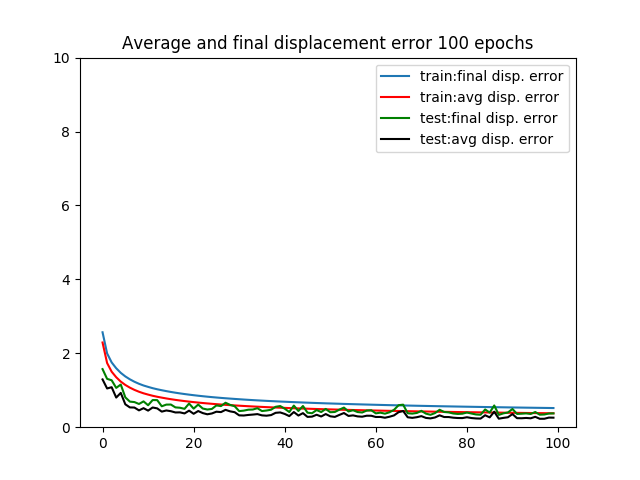 Average and final displacement error 100 epochs
train:final disp. error
train:avg disp. error
test:final disp. error
test:avg disp. error
10
8
6
4
2
0
0 20 40 60 80 100